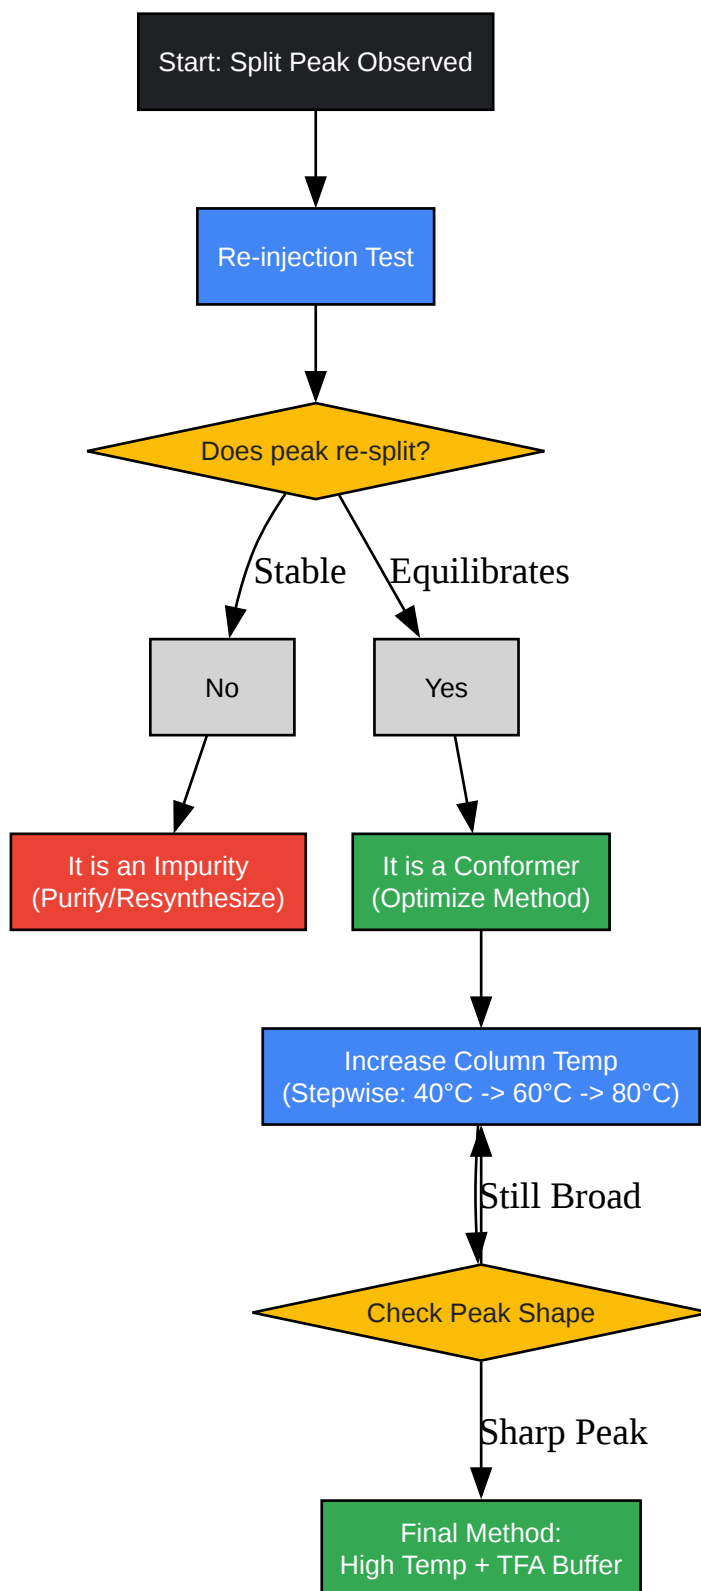 Start: Split Peak Observed
Re-injection Test
Does peak re-split?
Stable
Equilibrates
No
Yes
It is an Impurity
(Purify/Resynthesize)
It is a Conformer
(Optimize Method)
Increase Column Temp
(Stepwise: 40°C -> 60°C -> 80°C)
Still Broad
Check Peak Shape
Sharp Peak
Final Method:
High Temp + TFA Buffer